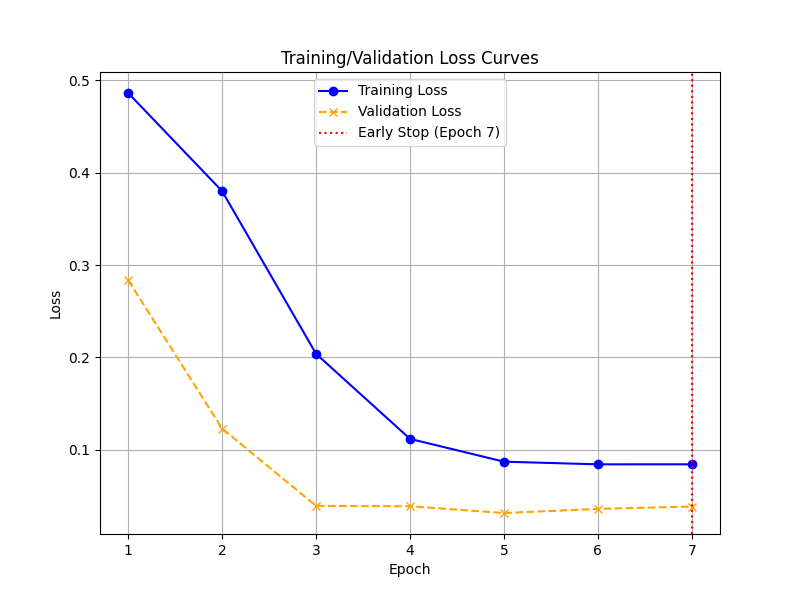 Training/Validation Loss Curves
Training Loss
Validation Loss
Early Stop (Epoch 7)
0.5
0.4
0.3
0.2
0.1
Loss
1 2 3 4 5 6 7
Epoch